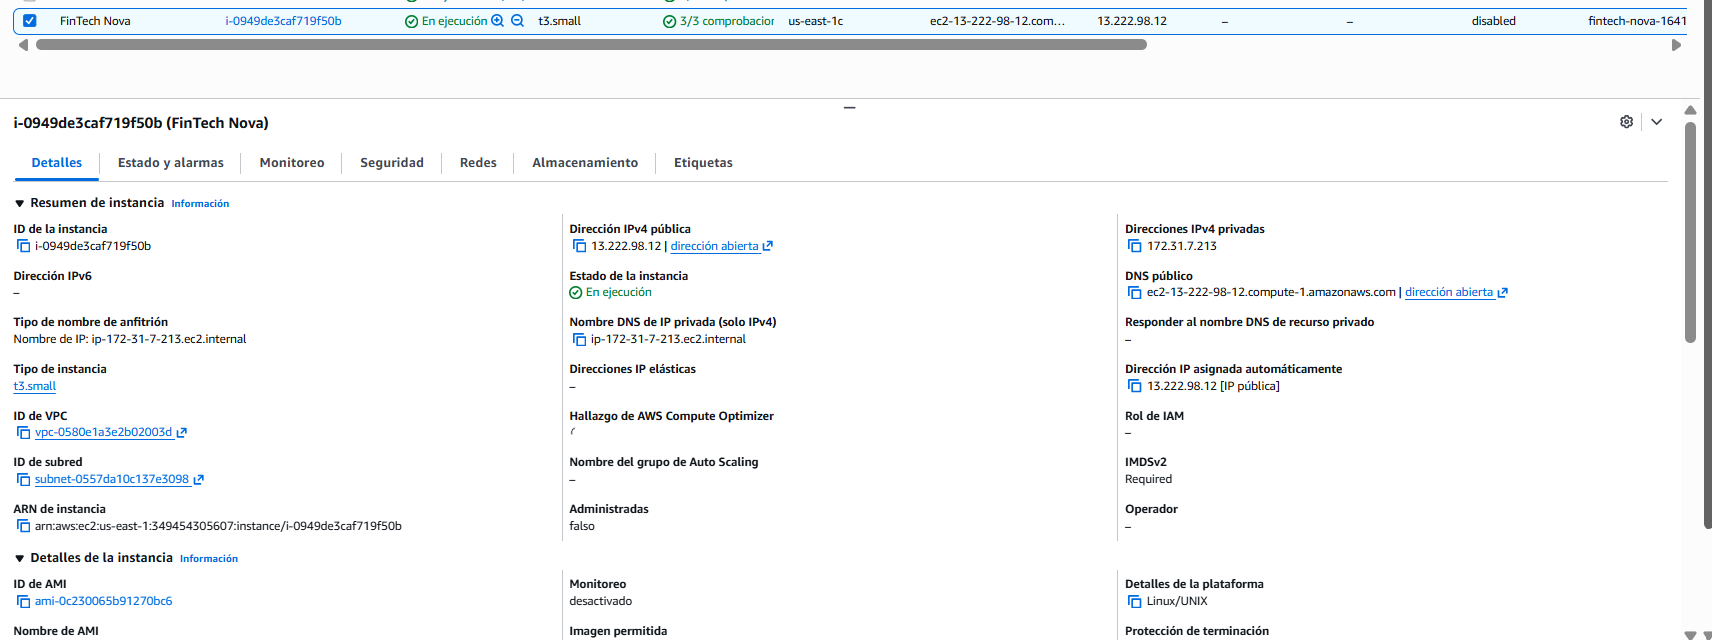 FinTech Nova i-0949de3caf719f50b En ejecución t3.small 3/3 comprobacior us-east-1c ec2-13-222-98-12.com... 13.222.98.12 – – disabled fintech-nova-1641
i-0949de3caf719f50b (FinTech Nova)
Detalles Estado y alarmas Monitoreo Seguridad Redes Almacenamiento Etiquetas
Resumen de instancia Información
ID de la instancia Dirección IPv4 pública Direcciones IPv4 privadas
i-0949de3caf719f50b 13.222.98.12 | dirección abierta 172.31.7.213
Dirección IPv6 Estado de la instancia DNS público
– En ejecución ec2-13-222-98-12.compute-1.amazonaws.com | dirección abierta
Tipo de nombre de anfitrión Nombre DNS de IP privada (solo IPv4) Responder al nombre DNS de recurso privado
Nombre de IP: ip-172-31-7-213.ec2.internal ip-172-31-7-213.ec2.internal –
Tipo de instancia Direcciones IP elásticas Dirección IP asignada automáticamente
t3.small – 13.222.98.12 [IP pública]
ID de VPC Hallazgo de AWS Compute Optimizer Rol de IAM
vpc-0580e1a3e2b02003d –
ID de subred Nombre del grupo de Auto Scaling IMDSv2
subnet-0557da10c137e3098 – Required
ARN de instancia Administradas Operador
arn:aws:ec2:us-east-1:349454305607:instance/i-0949de3caf719f50b falso –
Detalles de la instancia Información
ID de AMI Monitoreo Detalles de la plataforma
ami-0c230065b91270bc6 desactivado Linux/UNIX
Nombre de AMI Imagen permitida Protección de terminación